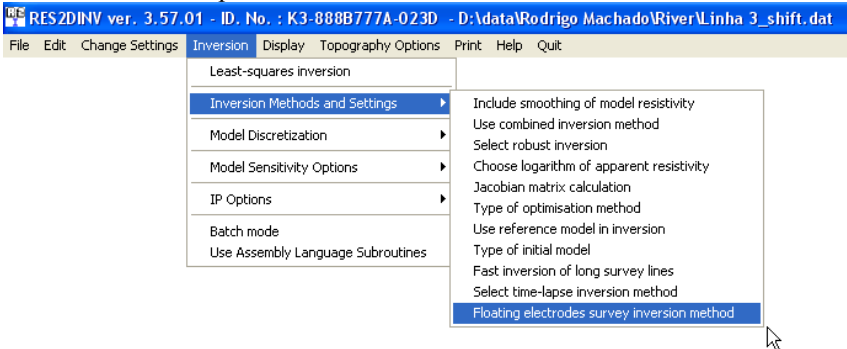 RES2DINV ver. 3.57.01 - ID. No. : K3-888B777A-023D - D:\data\Rodrigo Machado\River\Linha 3_shift.dat
File Edit Change Settings Inversion Display Topography Options Print Help Quit
Least-squares inversion
Inversion Methods and Settings
Model Discretization
Model Sensitivity Options
IP Options
Batch mode
Use Assembly Language Subroutines
Include smoothing of model resistivity
Use combined inversion method
Select robust inversion
Choose logarithm of apparent resistivity
Jacobian matrix calculation
Type of optimisation method
Use reference model in inversion
Type of initial model
Fast inversion of long survey lines
Select time-lapse inversion method
Floating electrodes survey inversion method